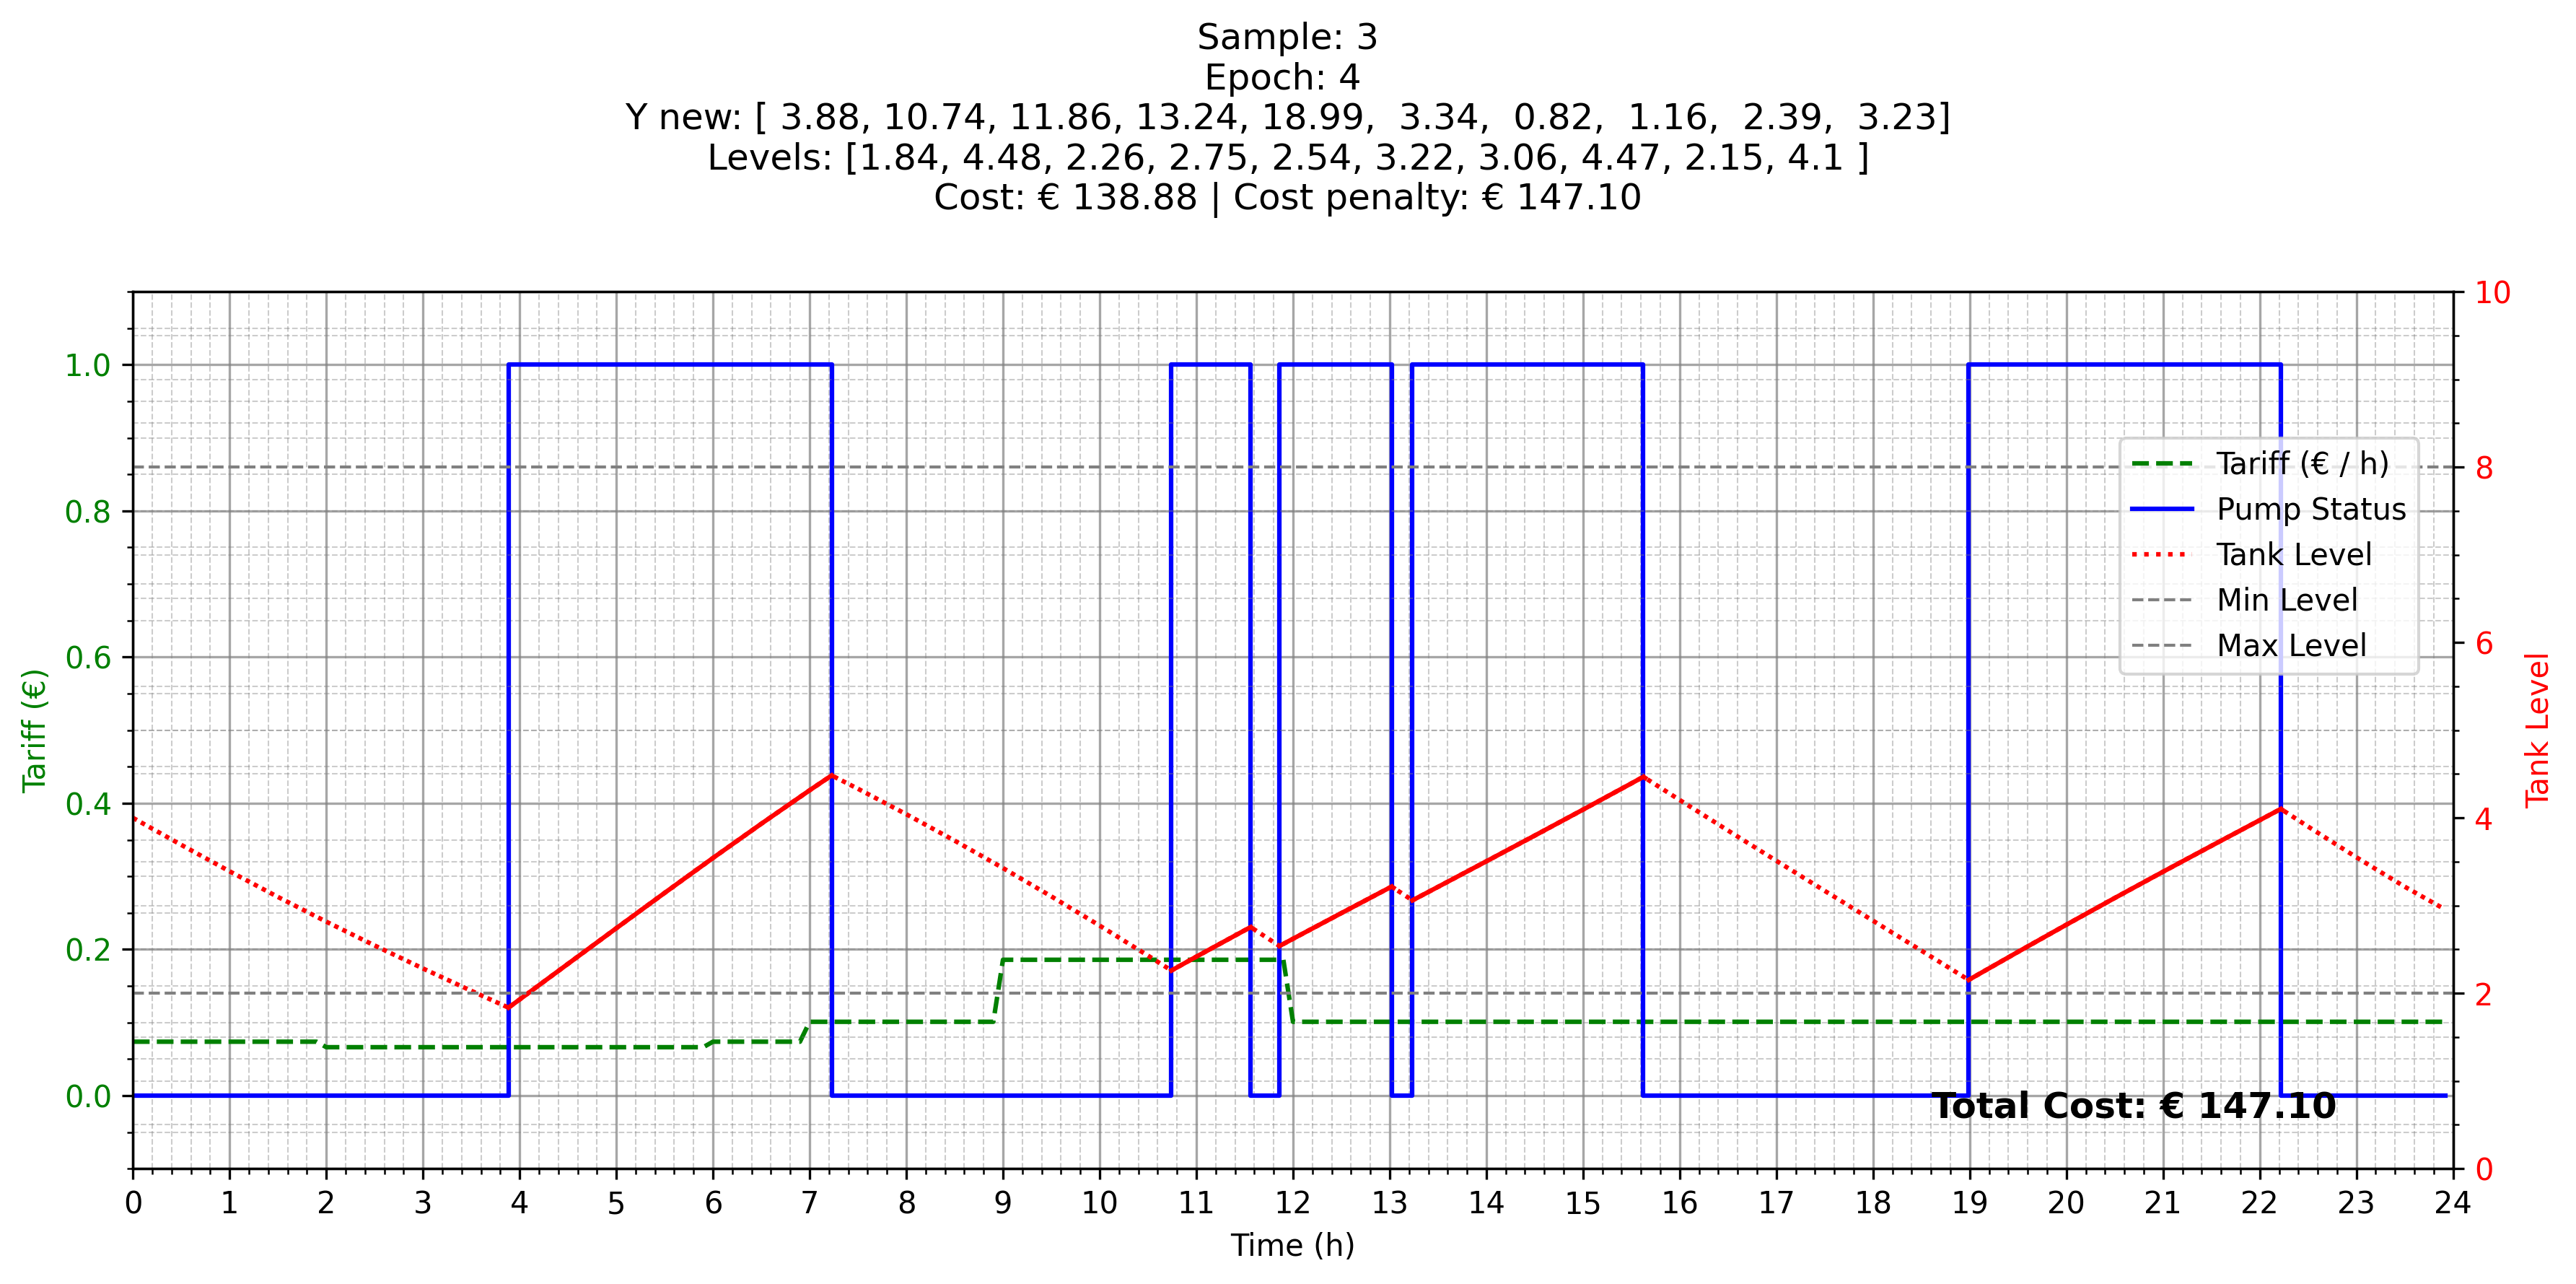 Sample: 3
Epoch: 4
Y new: [ 3.88, 10.74, 11.86, 13.24, 18.99,  3.34,  0.82,  1.16,  2.39,  3.23]
Levels: [1.84, 4.48, 2.26, 2.75, 2.54, 3.22, 3.06, 4.47, 2.15, 4.1 ]
Cost: € 138.88 | Cost penalty: € 147.10
1.0
0.8
0.6
0.4
0.2
0.0
Tariff (€)
10
8
6
4
2
0
Tank Level
Tariff (€ / h)
Pump Status
Tank Level
Min Level
Max Level
Total Cost: € 147.10
0 1 2 3 4 5 6 7 8 9 10 11 12 13 14 15 16 17 18 19 20 21 22 23 24
Time (h)